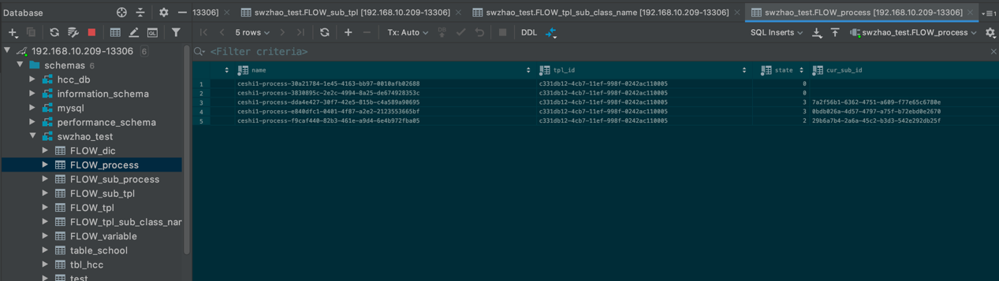 Database
13306]
swzhao_test.FLOW_sub_tpl [192.168.10.209-13306]
swzhao_test.FLOW_tpl_sub_class_name [192.168.10.209-13306]
swzhao_test.FLOW_process [192.168.10.209-13306]
5 rows
Tx: Auto
DB
DDL
SQL Inserts
swzhao_test.FLOW_process
192.168.10.209-13306 6
<Filter criteria>
schemas 6
hcc_db
information_schema
mysql
performance_schema
swzhao_test
FLOW_dic
FLOW_process
FLOW_sub_process
FLOW_sub_tpl
FLOW_tpl
FLOW_tpl_sub_class_nar
FLOW_variable
table_school
tbl_hcc
test
name tpl_id state cur_sub_id
1 ceshi1-process-30a21784-1e45-4163-bb97-0010afb02688 c331db12-4cb7-11ef-998f-0242ac110005 0
2 ceshi1-process-3830895c-2e2c-4994-8a25-de674928353c c331db12-4cb7-11ef-998f-0242ac110005 0
3 ceshi1-process-dda4e427-30f7-42e5-815b-c4a589a90695 c331db12-4cb7-11ef-998f-0242ac110005 3 7a2f56b1-6362-4751-a609-f77e65c6780e
4 ceshi1-process-e840dfc1-0401-4f87-a2e2-2123553665bf c331db12-4cb7-11ef-998f-0242ac110005 3 0bdb026a-4d57-4797-a75f-b72ebd0e2670
5 ceshi1-process-f9caf440-82b3-461e-a9d4-6e4b972fba05 c331db12-4cb7-11ef-998f-0242ac110005 2 29b6a7b4-2a6a-45c2-b3d3-542e292db25f